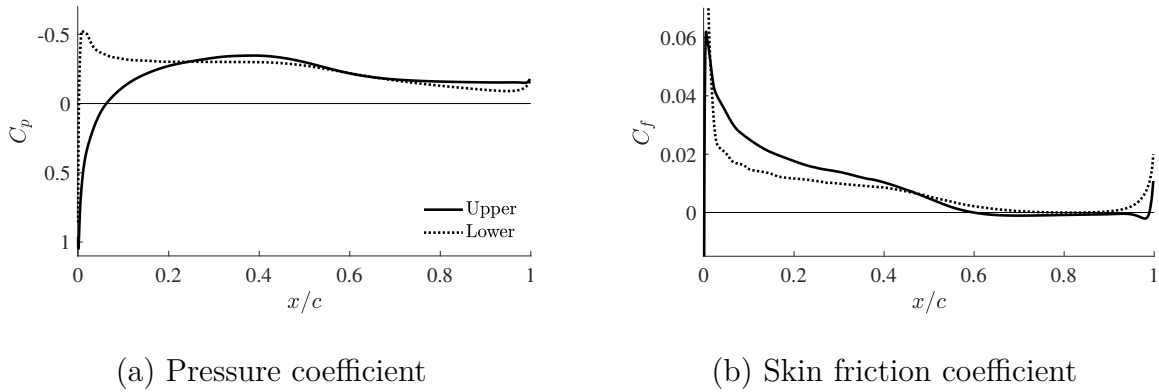 -0.5
0
0.5
1
C_p
0 0.2 0.4 0.6 0.8 1
x/c
Upper
Lower
0.06
0.04
0.02
0
C_f
0 0.2 0.4 0.6 0.8 1
x/c
(a) Pressure coefficient
(b) Skin friction coefficient